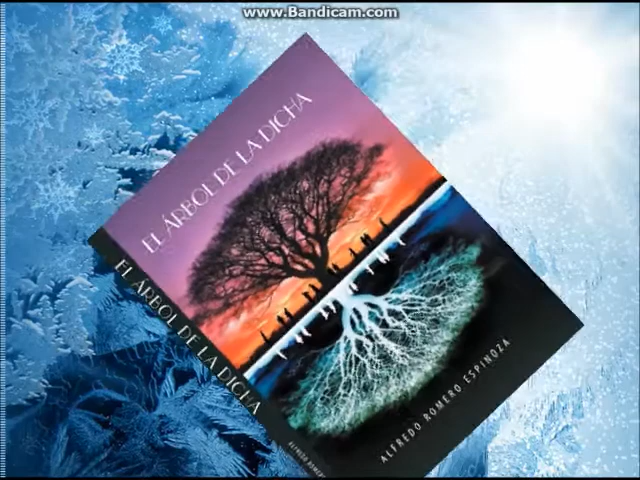 www.Bandicam.com
EL ÁRBOL DE LA DICHA
EL ÁRBOL DE LA DICHA
ALFREDO ROMERO ESPINOZA